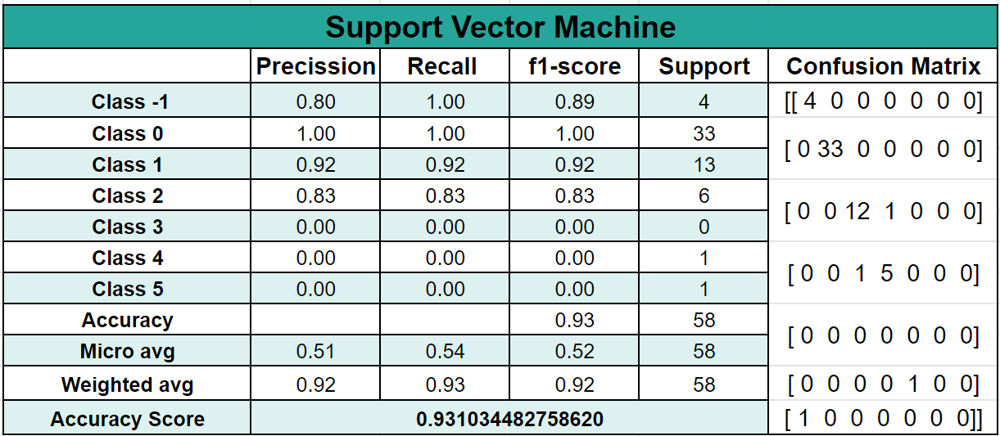 Support Vector Machine
Precission Recall f1-score Support Confusion Matrix
Class -1 0.80 1.00 0.89 4 [[ 4 0 0 0 0 0 0]
Class 0 1.00 1.00 1.00 33
[ 0 33 0 0 0 0 0]
Class 1 0.92 0.92 0.92 13
Class 2 0.83 0.83 0.83 6
[ 0 0 12 1 0 0 0]
Class 3 0.00 0.00 0.00 0
Class 4 0.00 0.00 0.00 1
[ 0 0 1 5 0 0 0]
Class 5 0.00 0.00 0.00 1
Accuracy 0.93 58
[ 0 0 0 0 0 0 0]
Micro avg 0.51 0.54 0.52 58
Weighted avg 0.92 0.93 0.92 58 [ 0 0 0 0 1 0 0]
Accuracy Score 0.931034482758620 [ 1 0 0 0 0 0 0]]